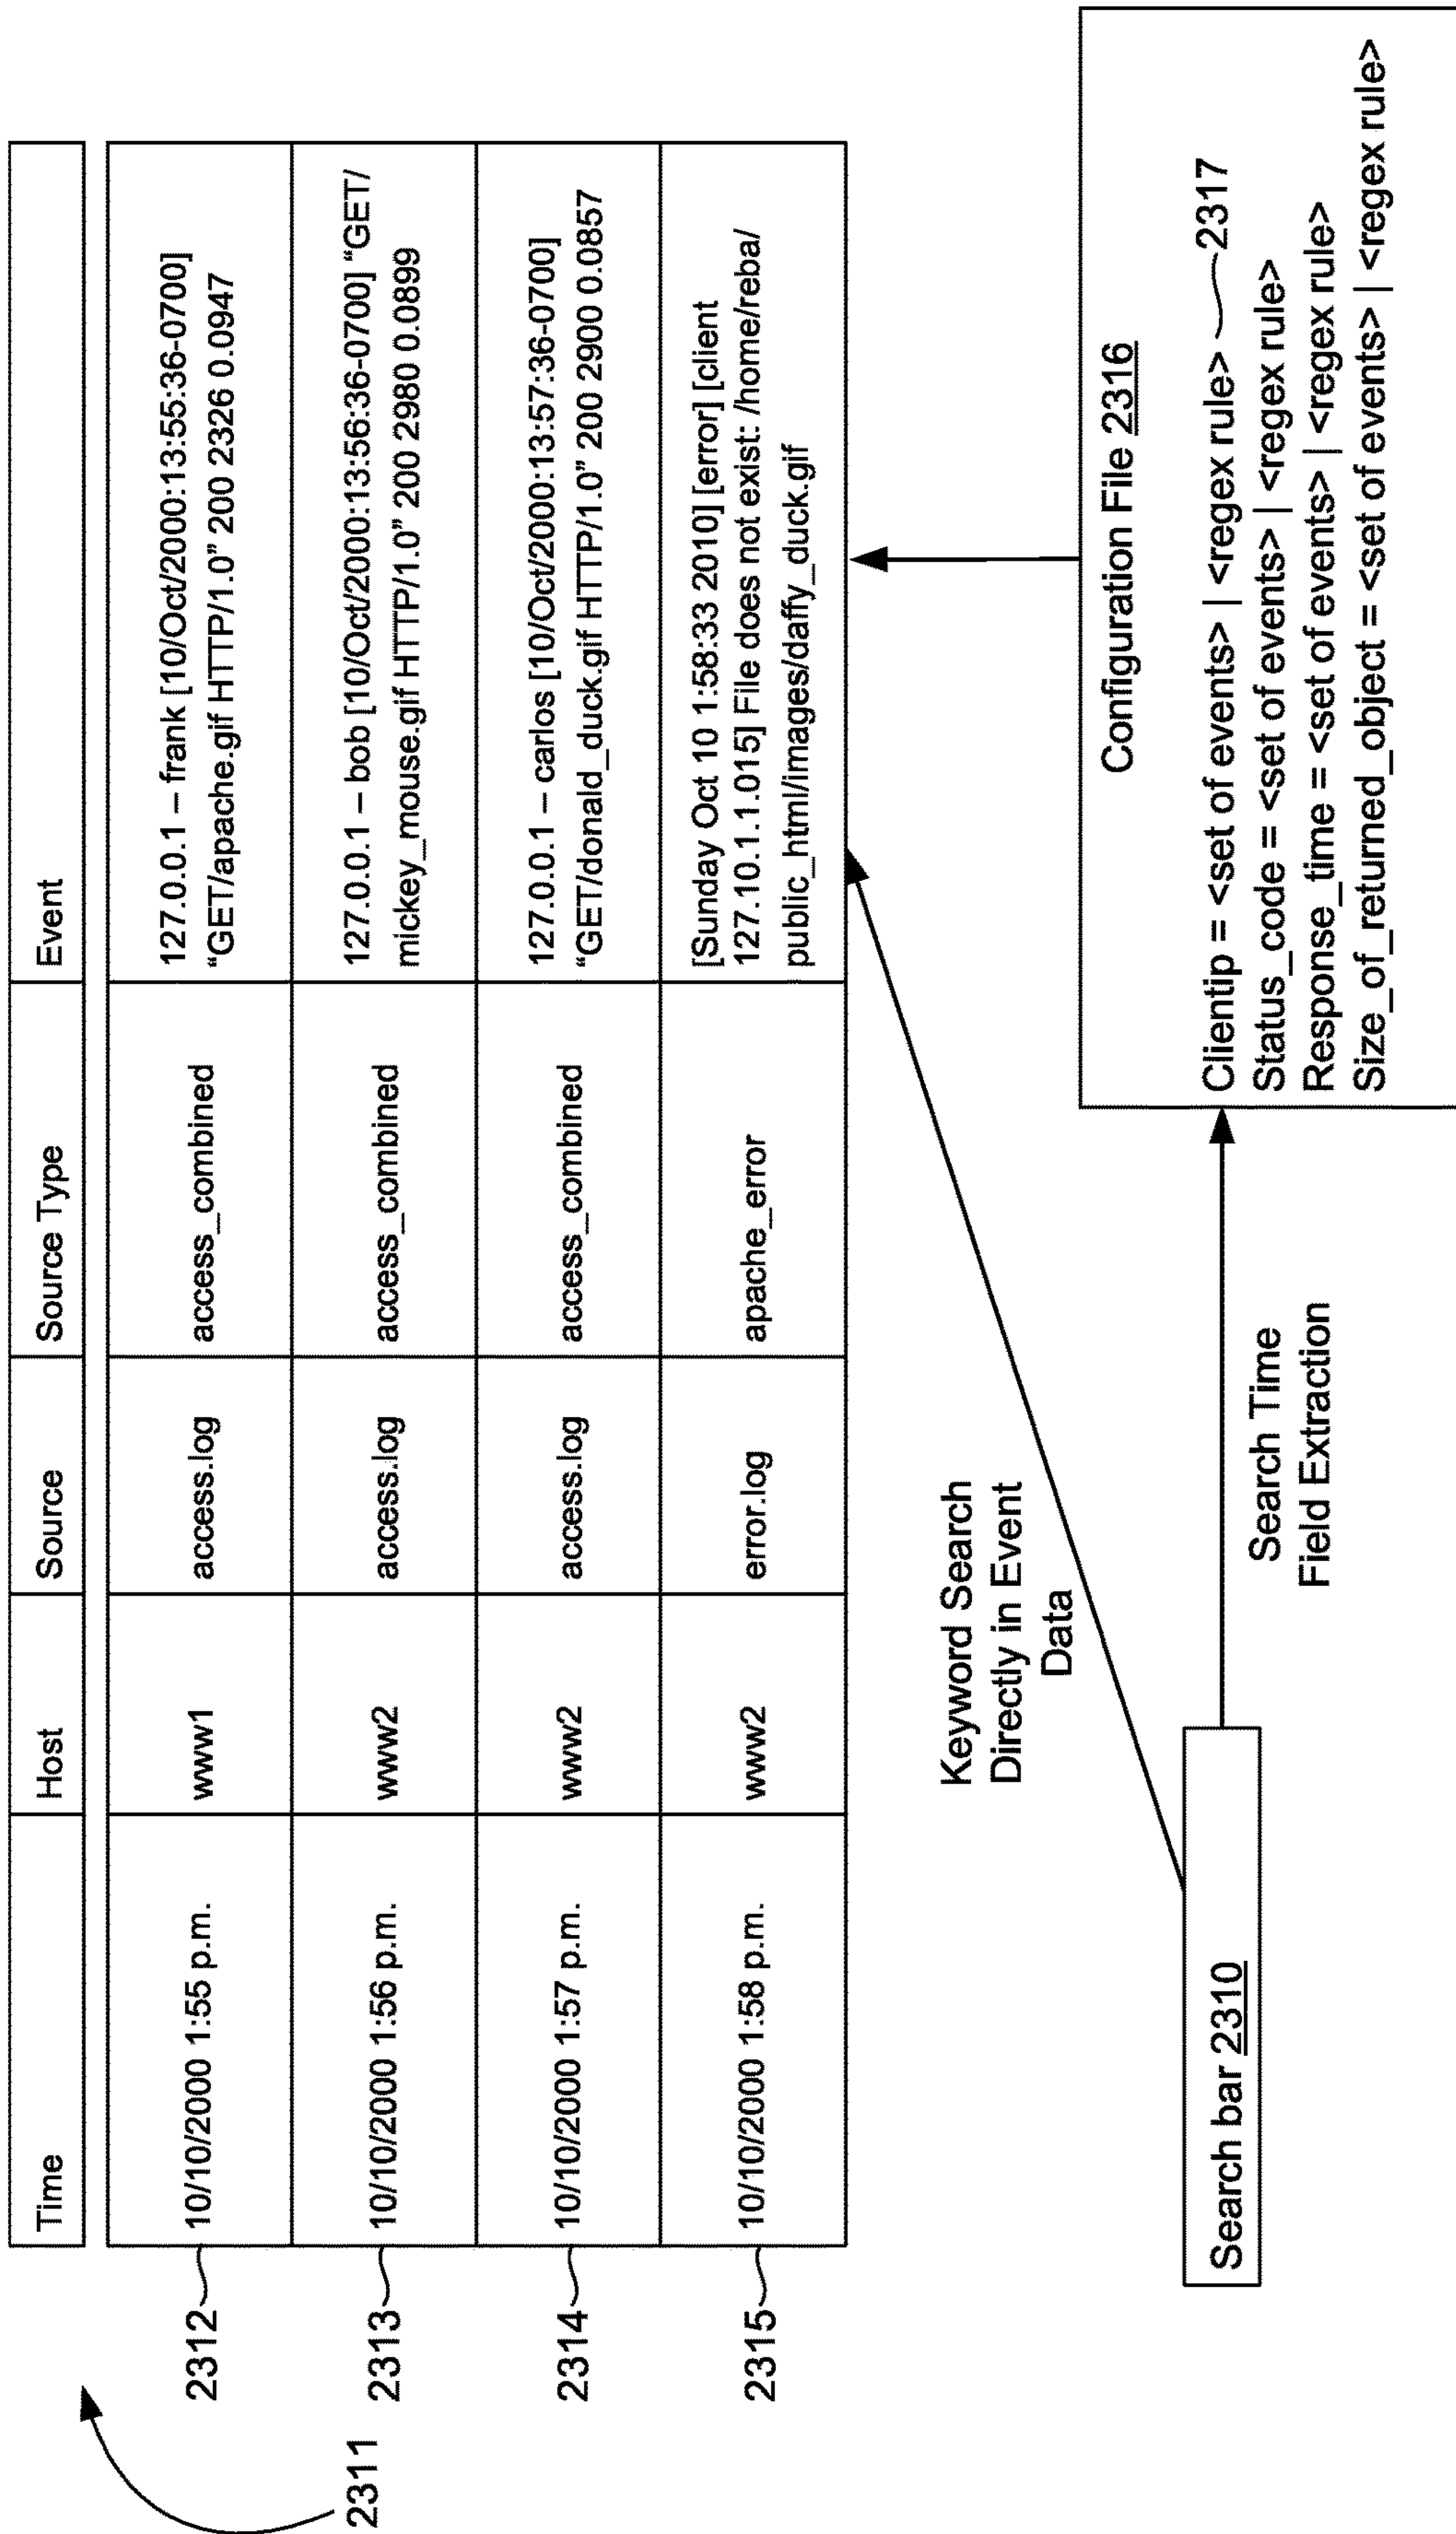 2311
Time Host Source Source Type Event
2312 10/10/2000 1:55 p.m. www1 access.log access_combined 127.0.0.1 – frank [10/Oct/2000:13:55:36-0700]
“GET/apache.gif HTTP/1.0” 200 2326 0.0947
2313 10/10/2000 1:56 p.m. www2 access.log access_combined 127.0.0.1 – bob [10/Oct/2000:13:56:36-0700] “GET/
mickey_mouse.gif HTTP/1.0” 200 2980 0.0899
2314 10/10/2000 1:57 p.m. www2 access.log access_combined 127.0.0.1 – carlos [10/Oct/2000:13:57:36-0700]
“GET/donald_duck.gif HTTP/1.0” 200 2900 0.0857
2315 10/10/2000 1:58 p.m. www2 error.log apache_error [Sunday Oct 10 1:58:33 2010] [error] [client
127.10.1.1.015] File does not exist: /home/reba/
public_html/images/daffy_duck.gif
Keyword Search
Directly in Event
Data
Search bar 2310
Search Time
Field Extraction
Configuration File 2316
Clientip = <set of events> | <regex rule> 2317
Status_code = <set of events> | <regex rule>
Response_time = <set of events> | <regex rule>
Size_of_returned_object = <set of events> | <regex rule>